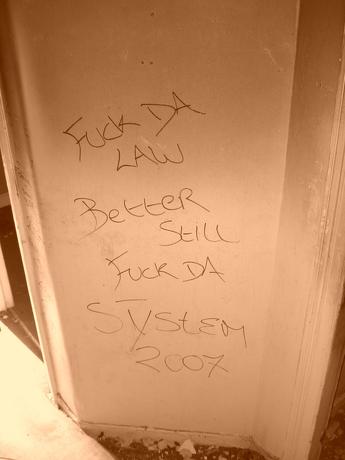 FUCK DA
LAW
BettER
StiLL
FUCK DA
SYStEM
2007